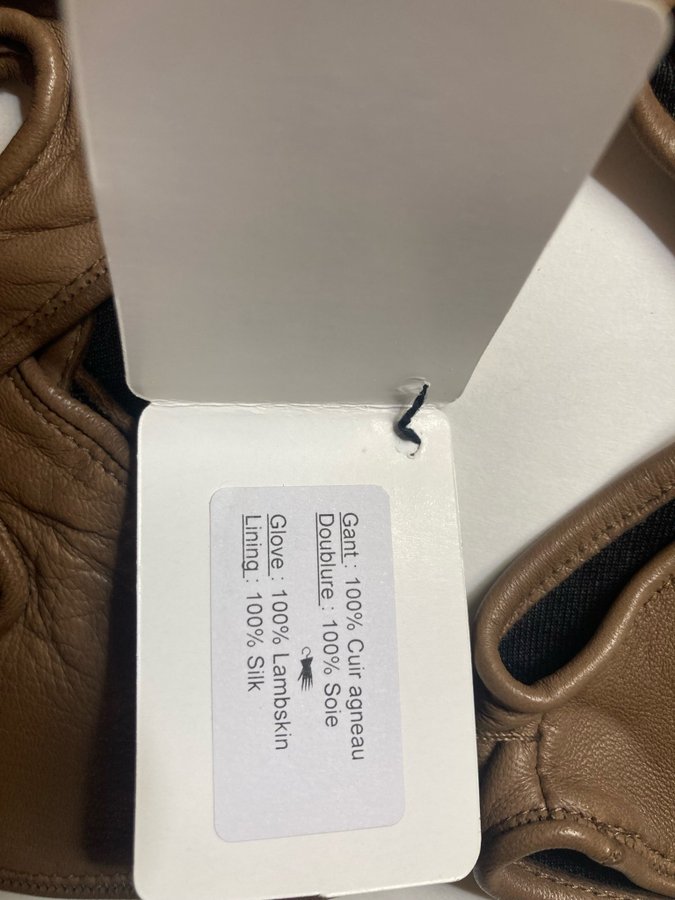 Gant : 100% Cuir agneau
Doublure : 100% Soie
Glove : 100% Lambskin
Lining : 100% Silk